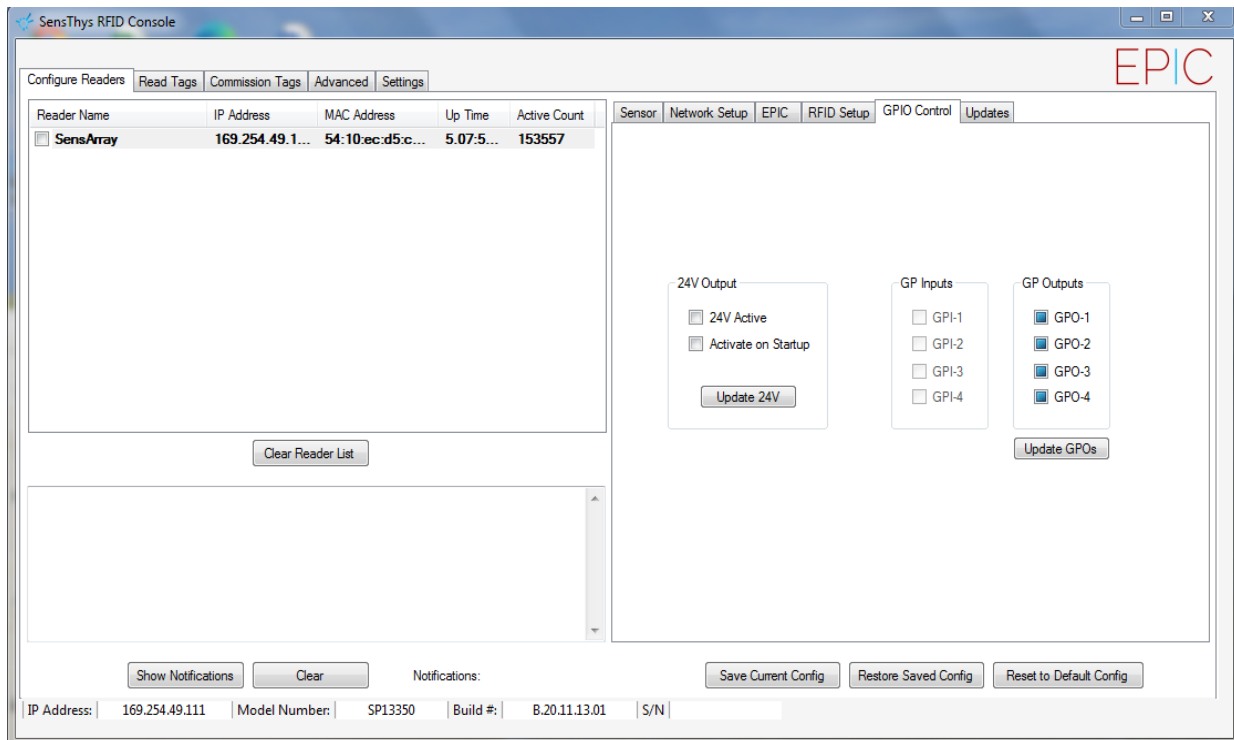 SensThys RFID Console
EPIC
Configure Readers Read Tags Commission Tags Advanced Settings
Reader Name IP Address MAC Address Up Time Active Count
SensArray 169.254.49.1... 54:10:ec:d5:c... 5.07:5... 153557
Clear Reader List
Sensor Network Setup EPIC RFID Setup GPIO Control Updates
24V Output
24V Active
Activate on Startup
Update 24V
GP Inputs
GPI-1
GPI-2
GPI-3
GPI-4
GP Outputs
GPO-1
GPO-2
GPO-3
GPO-4
Update GPOs
Show Notifications Clear Notifications:
Save Current Config Restore Saved Config Reset to Default Config
IP Address: 169.254.49.111 Model Number: SP13350 Build #: B.20.11.13.01 S/N